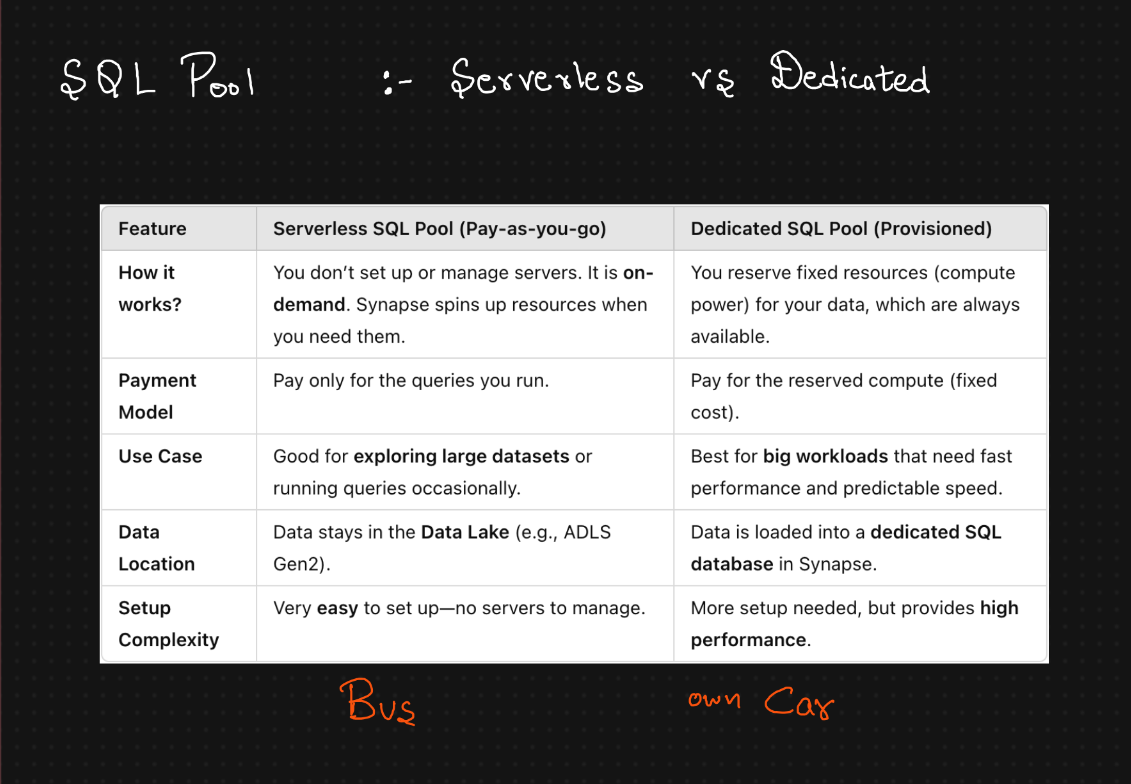 SQL Pool :- Serverless vs Dedicated
Feature Serverless SQL Pool (Pay-as-you-go) Dedicated SQL Pool (Provisioned)
How it
works?
You don’t set up or manage servers. It is on-
demand. Synapse spins up resources when
you need them.
You reserve fixed resources (compute
power) for your data, which are always
available.
Payment
Model
Pay only for the queries you run.
Pay for the reserved compute (fixed
cost).
Use Case
Good for exploring large datasets or
running queries occasionally.
Best for big workloads that need fast
performance and predictable speed.
Data
Location
Data stays in the Data Lake (e.g., ADLS
Gen2).
Data is loaded into a dedicated SQL
database in Synapse.
Setup
Complexity
Very easy to set up—no servers to manage.
More setup needed, but provides high
performance.
Bus own Car